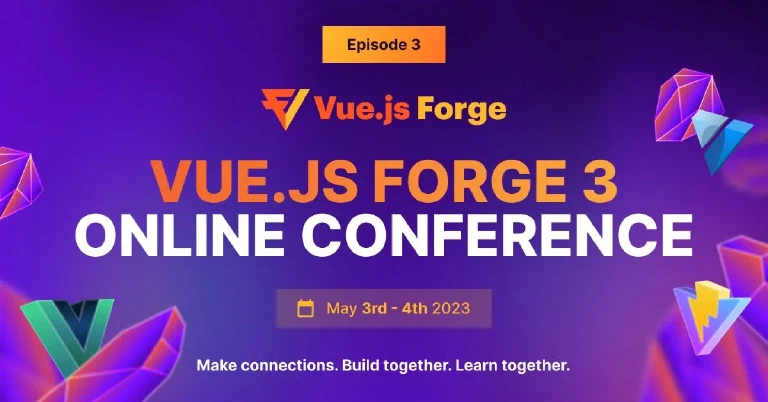 Episode 3
Vue.js Forge
VUE.JS FORGE 3
ONLINE CONFERENCE
May 3rd - 4th 2023
Make connections. Build together. Learn together.